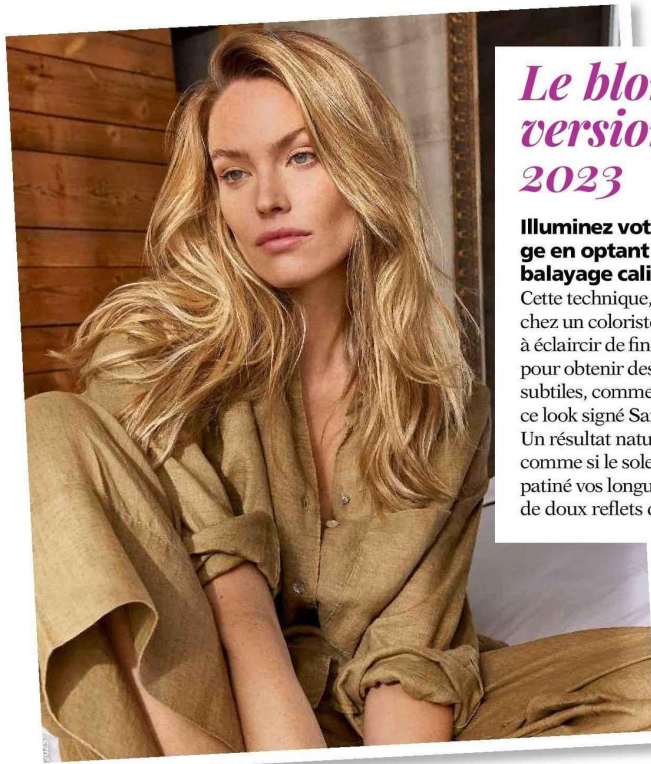 Le blo
version
2023
Illuminez vot
ge en optant
balayage cali
Cette technique,
chez un coloriste
à éclaircir de fin
pour obtenir des
subtiles, comme
ce look signé Sa
Un résultat natu
comme si le sole
patiné vos longu
de doux reflets d